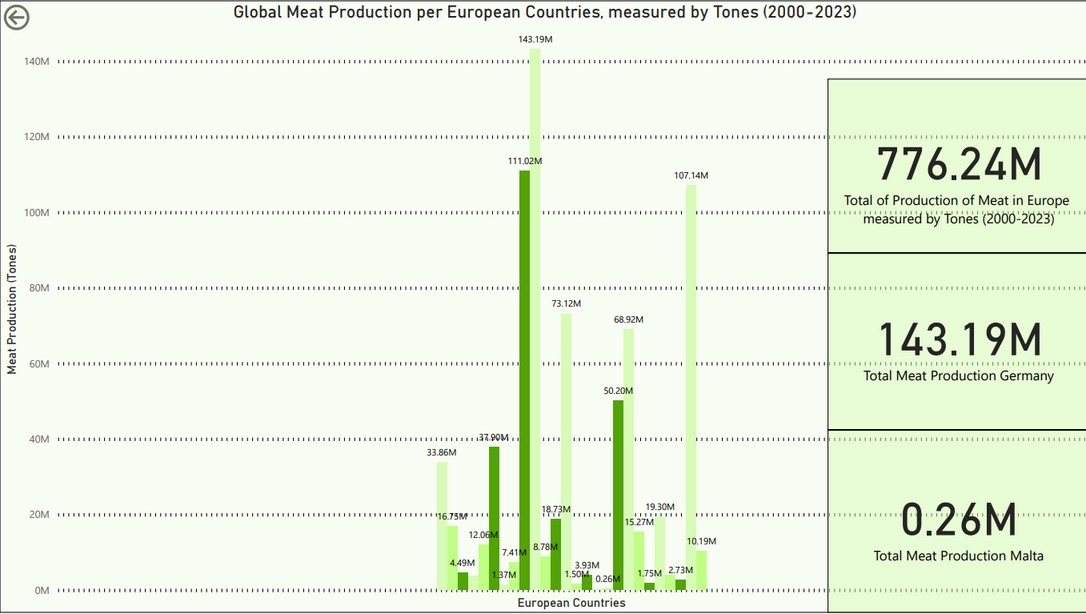 Global Meat Production per European Countries, measured by Tones (2000-2023)
Meat Production (Tones)
140M
120M
100M
80M
60M
40M
20M
0M
33.86M
16.75M
4.49M
12.06M
37.90M
1.37M
7.41M
111.02M
143.19M
8.78M
18.73M
73.12M
1.50M
3.93M
0.26M
50.20M
68.92M
15.27M
1.75M
19.30M
2.73M
107.14M
10.19M
European Countries
776.24M
Total of Production of Meat in Europe
measured by Tones (2000-2023)
143.19M
Total Meat Production Germany
0.26M
Total Meat Production Malta